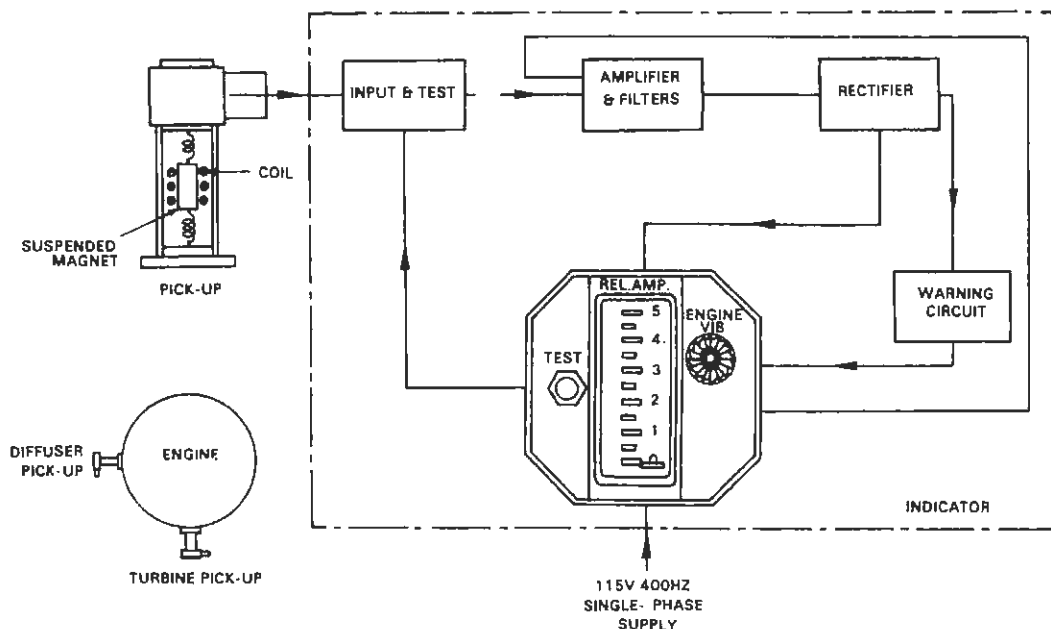 INPUT & TEST
AMPLIFIER
& FILTERS
RECTIFIER
COIL
SUSPENDED
MAGNET
PICK-UP
WARNING
CIRCUIT
REL.AMP.
5
4.
3
2
1
0
ENGINE
VIB
TEST
DIFFUSER
PICK-UP
ENGINE
TURBINE PICK-UP
INDICATOR
115V 400HZ
SINGLE- PHASE
SUPPLY